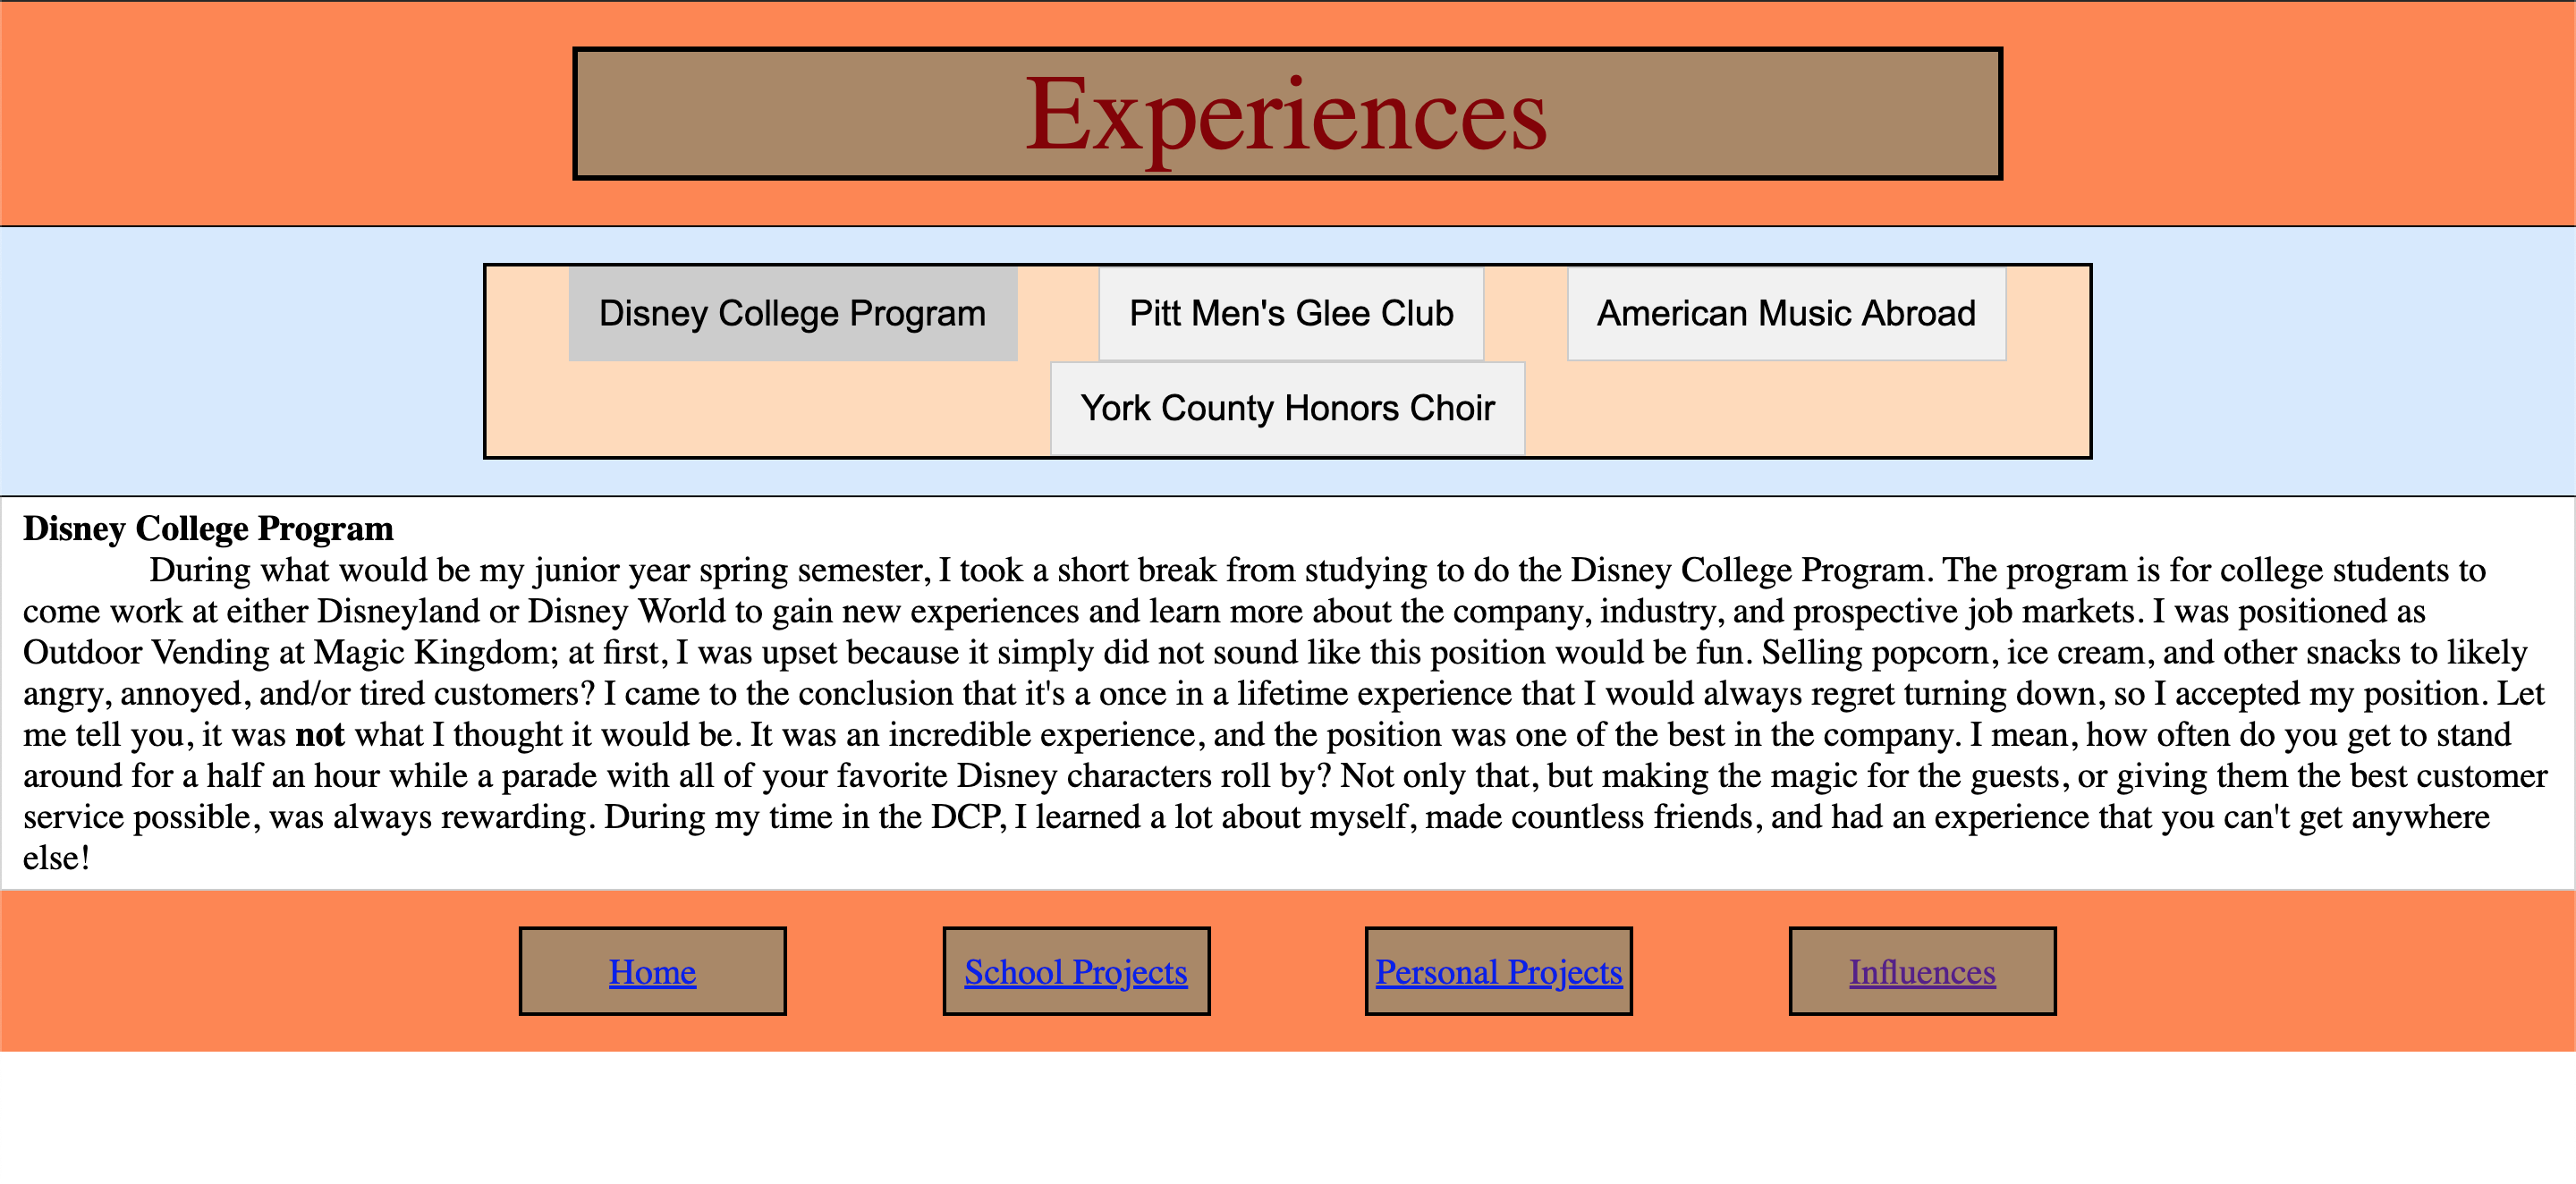 Experiences
Disney College Program
Pitt Men's Glee Club
American Music Abroad
York County Honors Choir
Disney College Program
During what would be my junior year spring semester, I took a short break from studying to do the Disney College Program. The program is for college students to
come work at either Disneyland or Disney World to gain new experiences and learn more about the company, industry, and prospective job markets. I was positioned as
Outdoor Vending at Magic Kingdom; at first, I was upset because it simply did not sound like this position would be fun. Selling popcorn, ice cream, and other snacks to likely
angry, annoyed, and/or tired customers? I came to the conclusion that it's a once in a lifetime experience that I would always regret turning down, so I accepted my position. Let
me tell you, it was not what I thought it would be. It was an incredible experience, and the position was one of the best in the company. I mean, how often do you get to stand
around for a half an hour while a parade with all of your favorite Disney characters roll by? Not only that, but making the magic for the guests, or giving them the best customer
service possible, was always rewarding. During my time in the DCP, I learned a lot about myself, made countless friends, and had an experience that you can't get anywhere
else!
Home
School Projects
Personal Projects
Influences